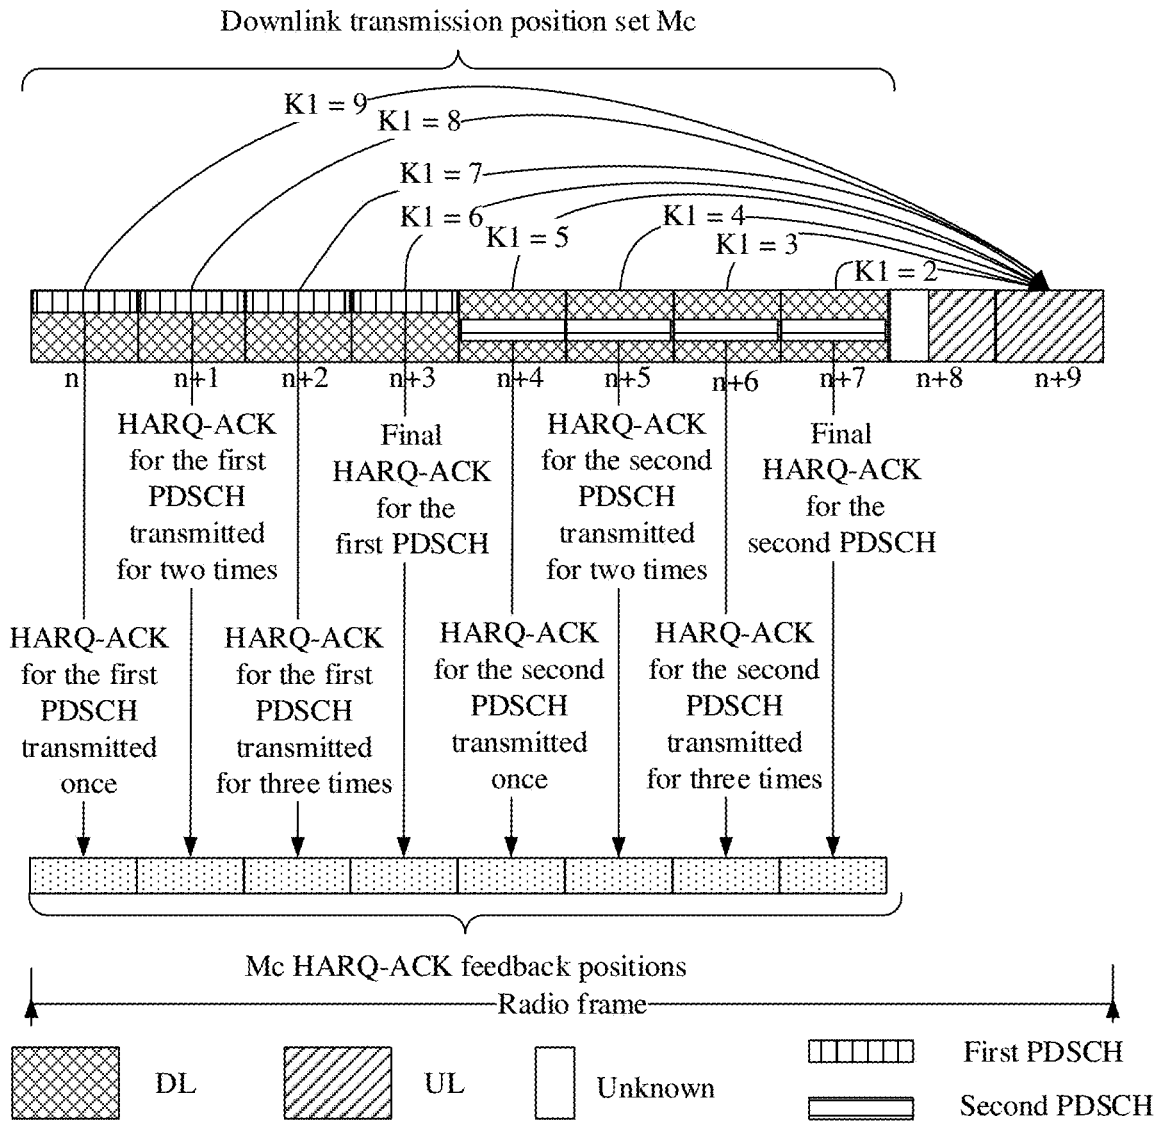 Downlink transmission position set Mc
K1 = 9
K1 = 8
K1 = 7
K1 = 6
K1 = 5
K1 = 4
K1 = 3
K1 = 2
n
n+1
n+2
n+3
n+4
n+5
n+6
n+7
n+8
n+9
HARQ-ACK
for the first
PDSCH
transmitted
for two times
Final
HARQ-ACK
for the
first PDSCH
HARQ-ACK
for the second
PDSCH
transmitted
for two times
Final
HARQ-ACK
for the
second PDSCH
HARQ-ACK
for the first
PDSCH
transmitted
once
HARQ-ACK
for the first
PDSCH
transmitted
for three times
HARQ-ACK
for the second
PDSCH
transmitted
once
HARQ-ACK
for the second
PDSCH
transmitted
for three times
Mc HARQ-ACK feedback positions
Radio frame
DL
UL
Unknown
First PDSCH
Second PDSCH